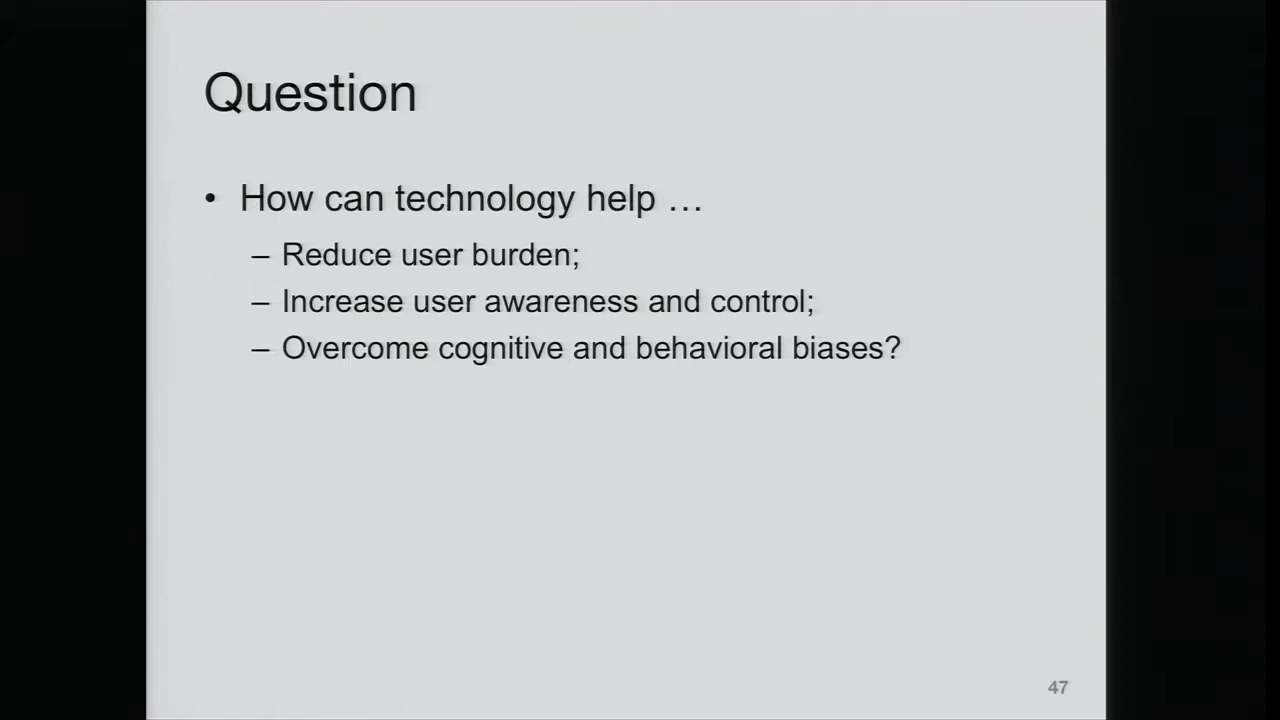 Question
• How can technology help …
– Reduce user burden;
– Increase user awareness and control;
– Overcome cognitive and behavioral biases?
47